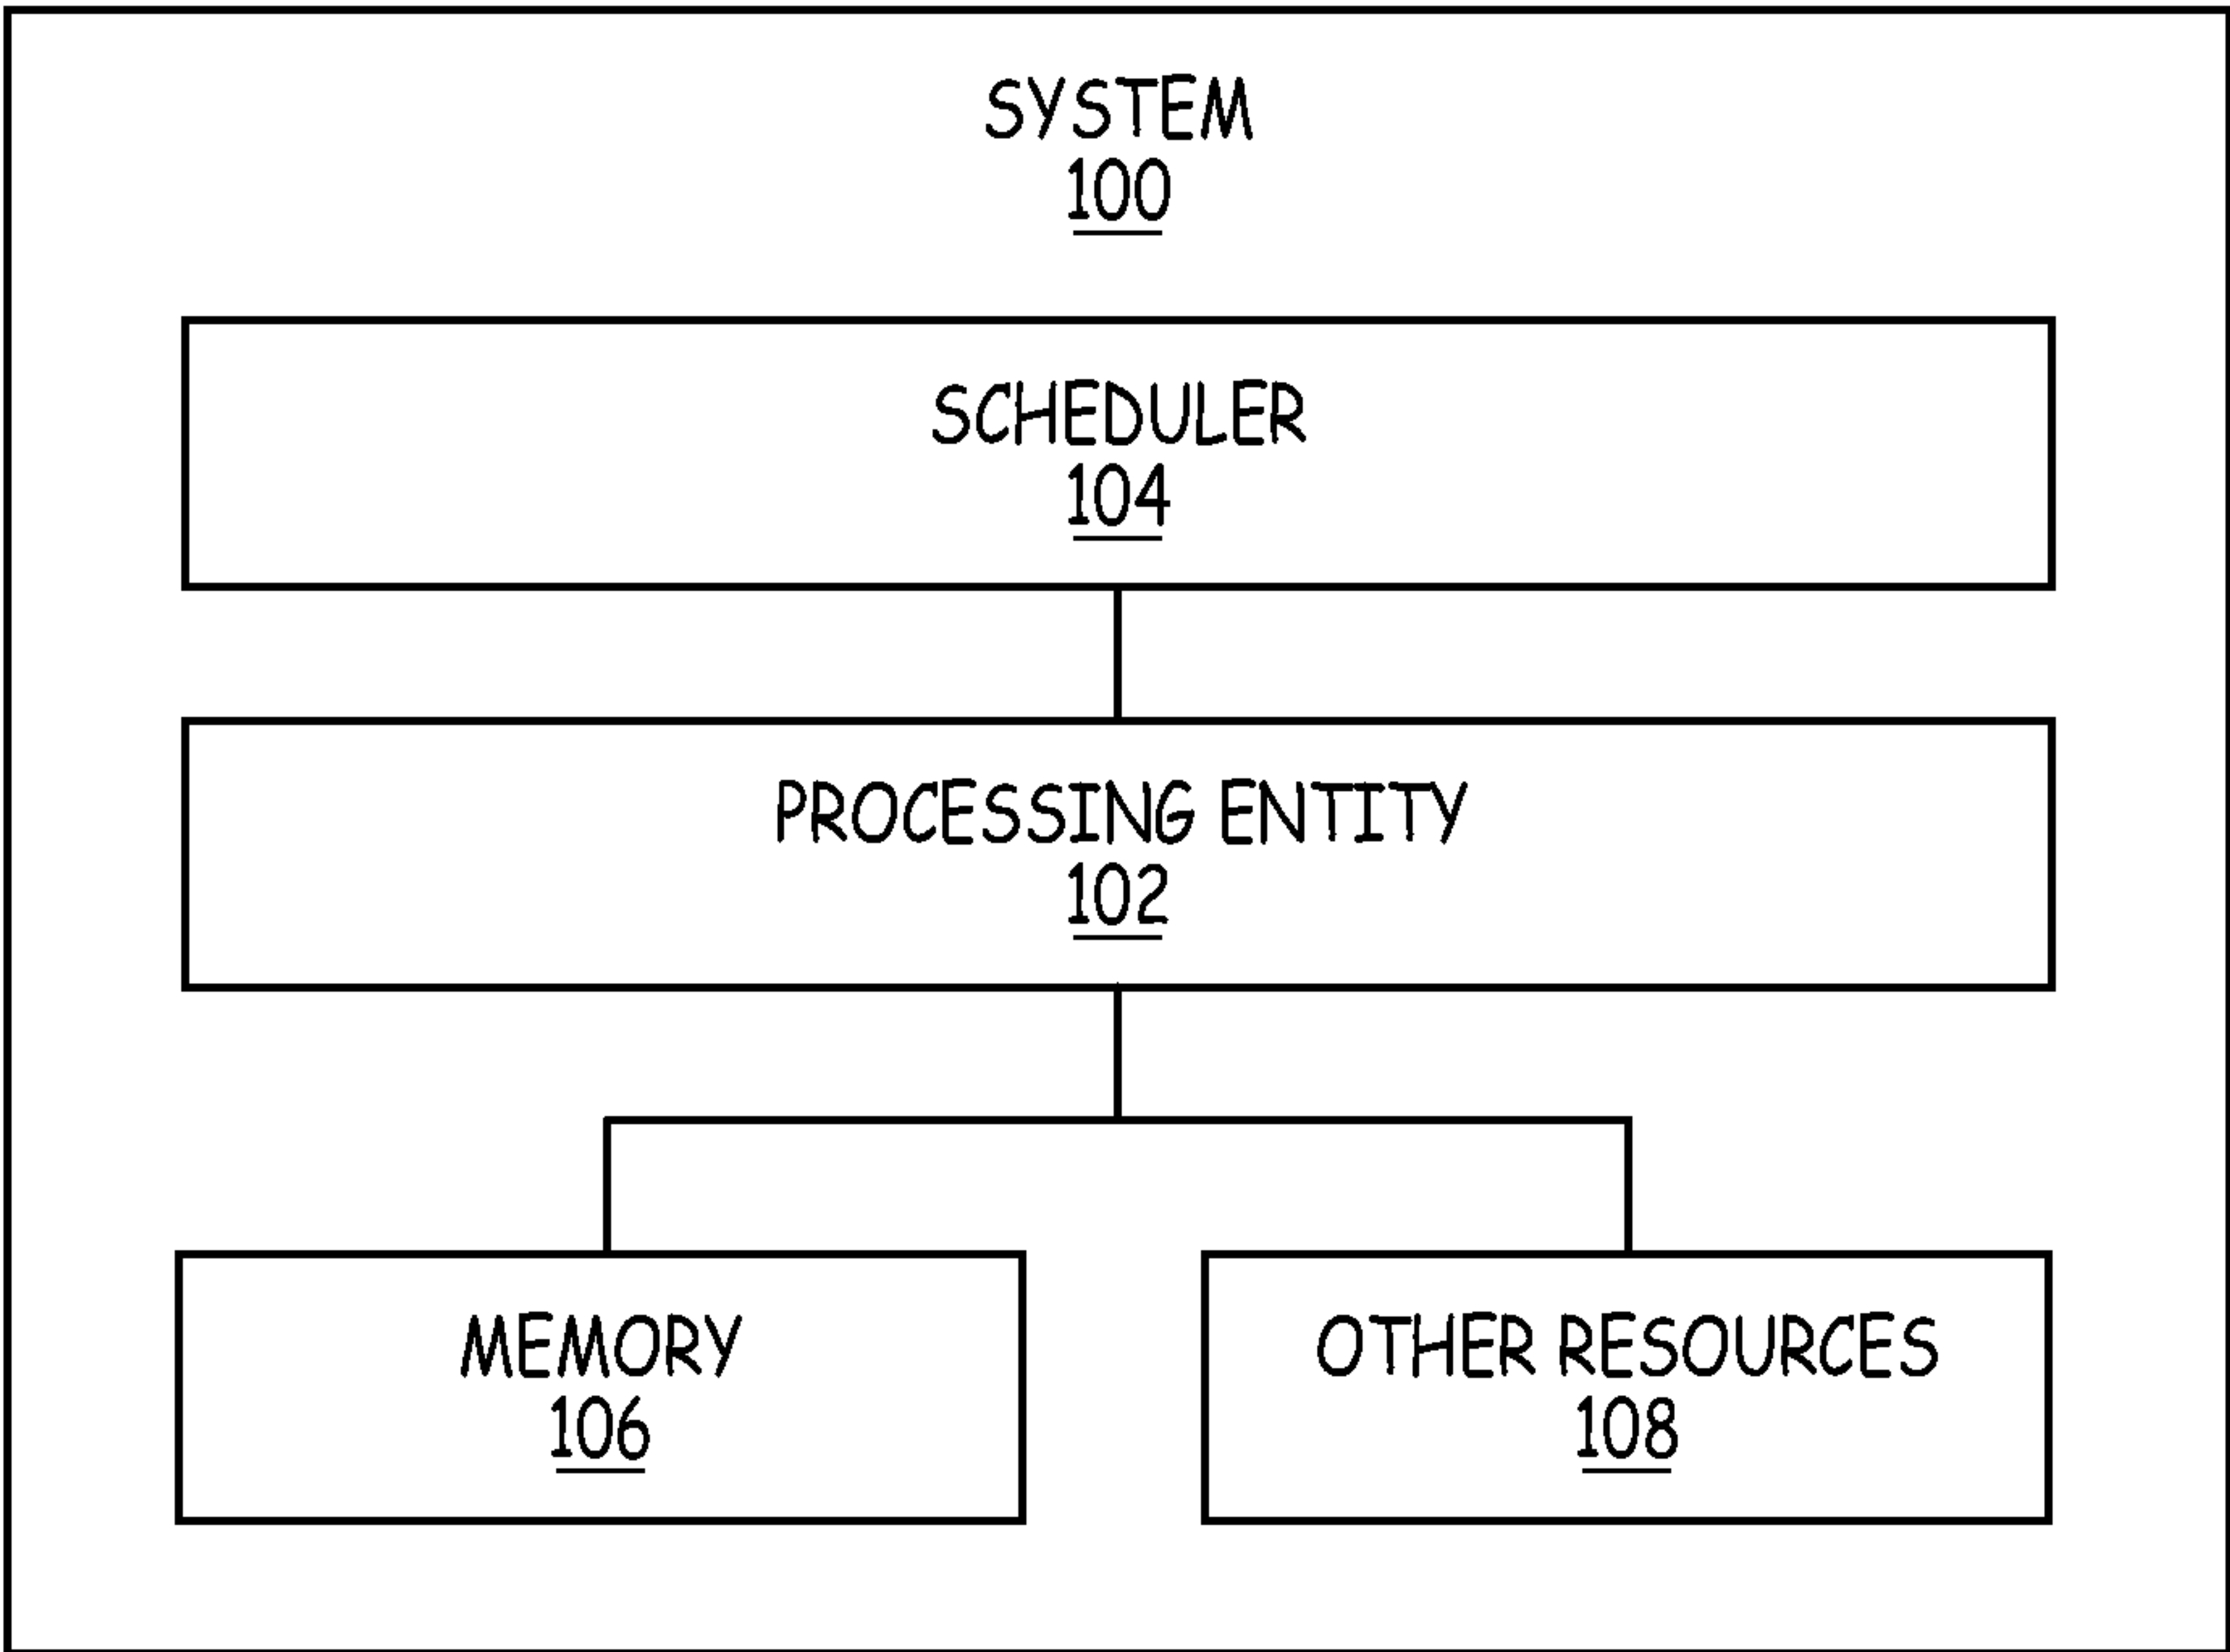 SYSTEM
100
SCHEDULER
104
PROCESSING ENTITY
102
MEMORY
106
OTHER RESOURCES
108